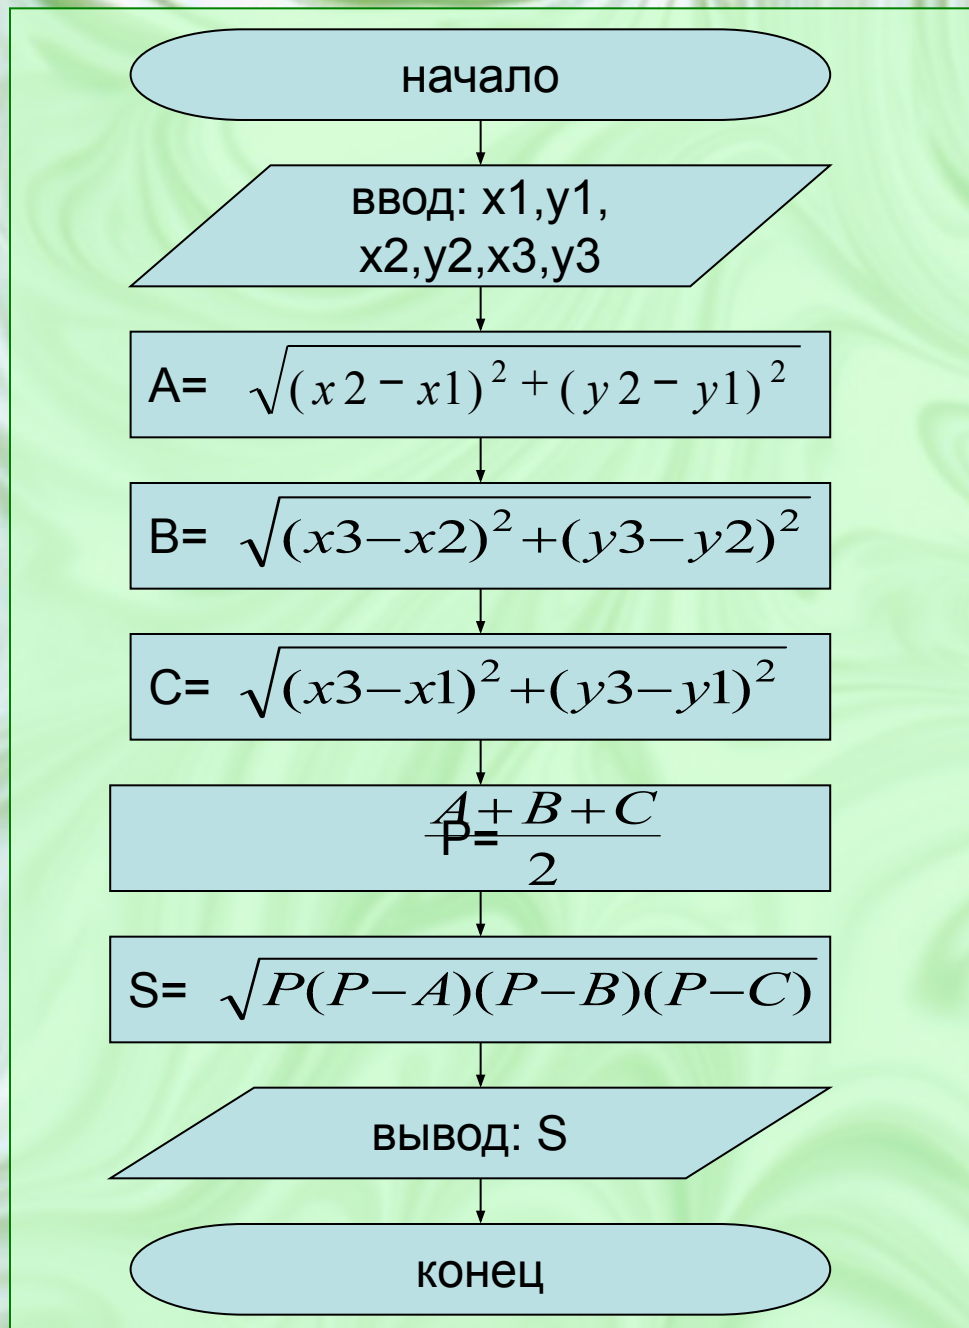 начало
ввод: x1,y1,
x2,y2,x3,y3
A= √(x2−x1)²+(y2−y1)²
B= √(x3−x2)²+(y3−y2)²
C= √(x3−x1)²+(y3−y1)²
A+B+C
P=
2
S= √P(P−A)(P−B)(P−C)
вывод: S
конец